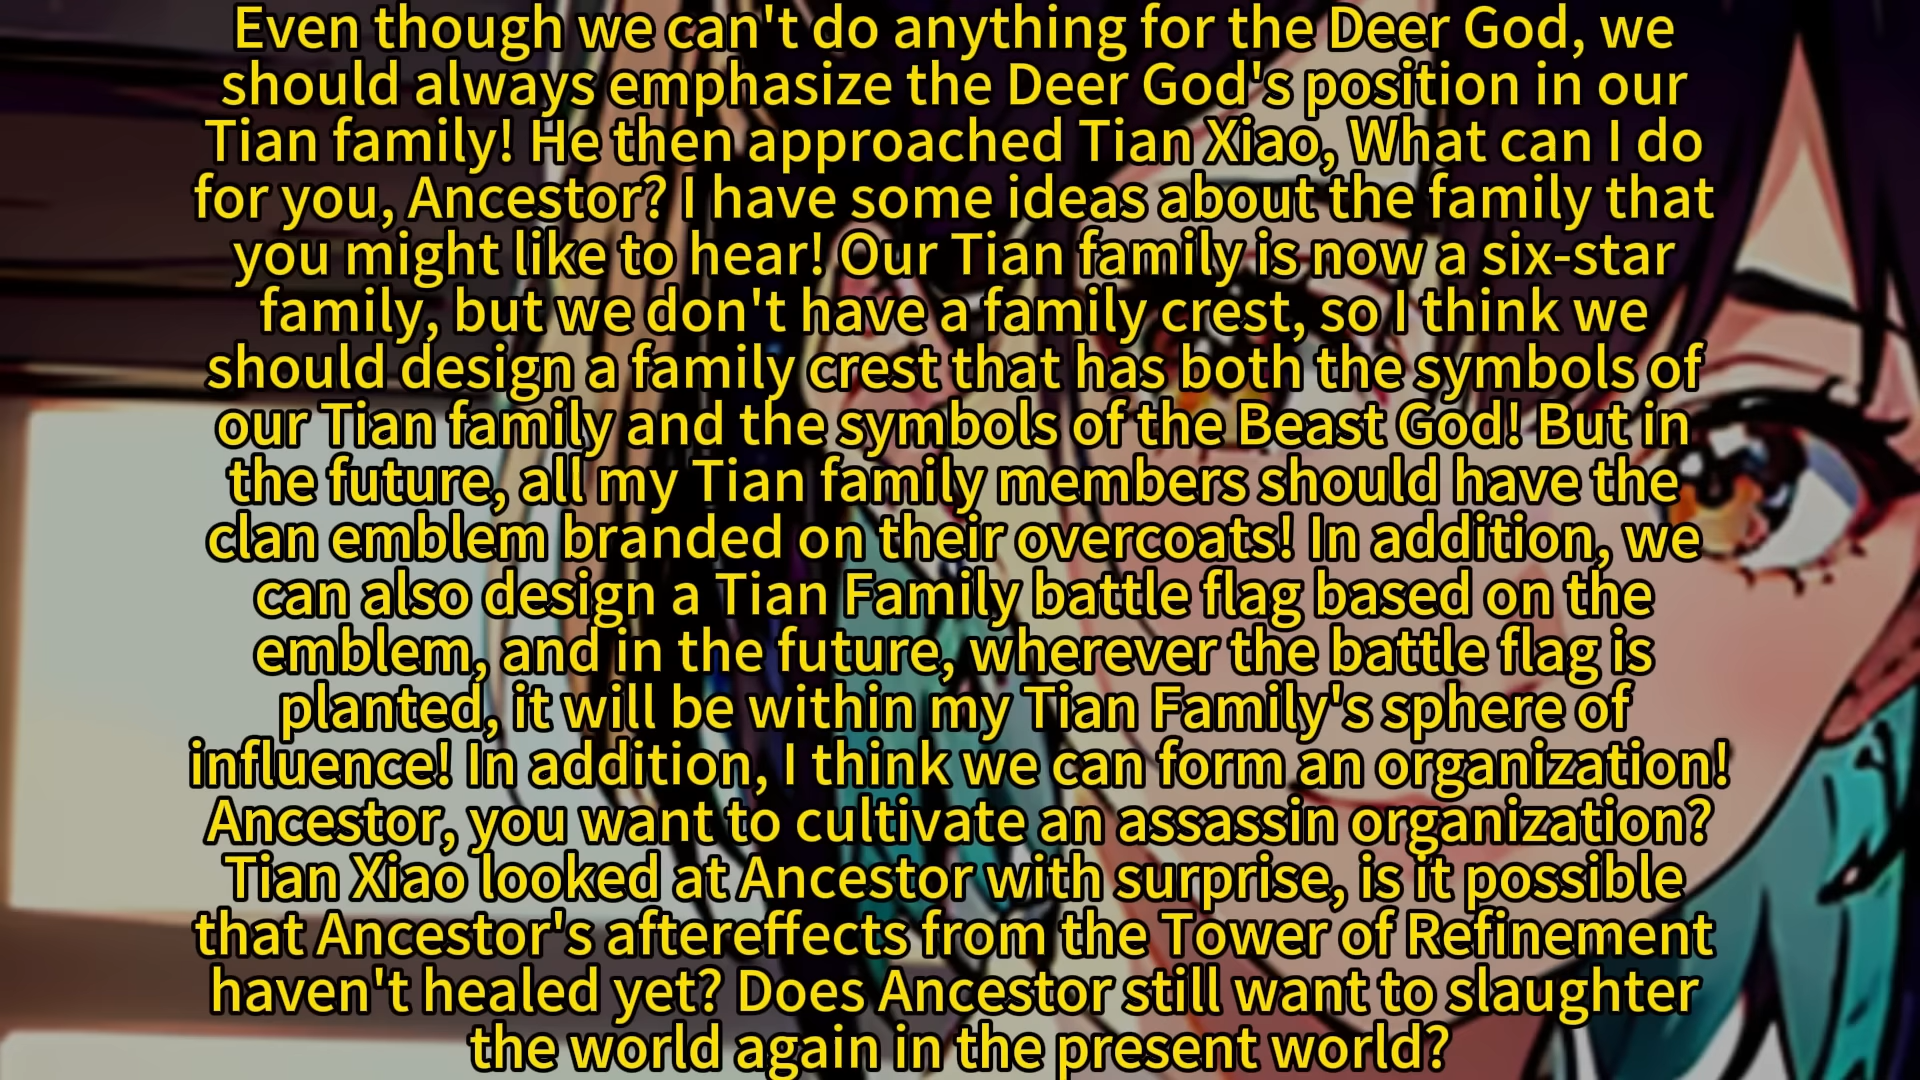 Even though we can't do anything for the Deer God, we
should always emphasize the Deer God's position in our
Tian family! He then approached Tian Xiao, What can I do
for you, Ancestor? I have some ideas about the family that
you might like to hear! Our Tian family is now a six-star
family, but we don't have a family crest, so I think we
should design a family crest that has both the symbols of
our Tian family and the symbols of the Beast God! But in
the future, all my Tian family members should have the
clan emblem branded on their overcoats! In addition, we
can also design a Tian Family battle flag based on the
emblem, and in the future, wherever the battle flag is
planted, it will be within my Tian Family's sphere of
influence! In addition, I think we can form an organization!
Ancestor, you want to cultivate an assassin organization?
Tian Xiao looked at Ancestor with surprise, is it possible
that Ancestor's aftereffects from the Tower of Refinement
haven't healed yet? Does Ancestor still want to slaughter
the world again in the present world?